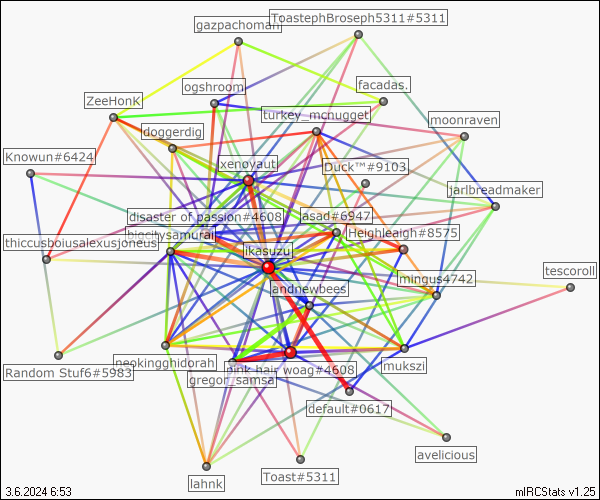 ToastephBroseph5311#5311
gazpachoman
ogshroom
facadas.
ZeeHonK
turkey_mcnugget
moonraven
doggerdig
Knowun#6424
xenoyaut
Duck™#9103
jarlbreadmaker
disaster of passion#4608
asad#6947
biocitysamurai
Heighleaigh#8575
thiccusboiusalexusjoneus
ikasuzu
tescoroll
mingus4742
andnewbees
Random Stuf6#5983
neokingghidorah
pink hair woag#4608
mukszi
gregor_samsa
default#0617
avelicious
lahnk
Toast#5311
3.6.2024 6:53
mIRCStats v1.25